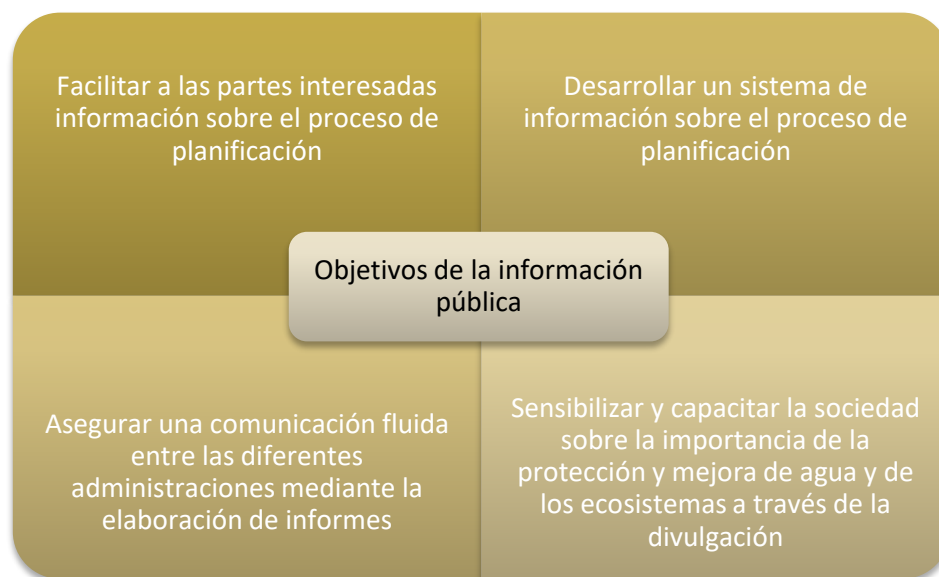 Facilitar a las partes interesadas
información sobre el proceso de
planificación
Desarrollar un sistema de
información sobre el proceso de
planificación
Objetivos de la información
pública
Asegurar una comunicación fluida
entre las diferentes
administraciones mediante la
elaboración de informes
Sensibilizar y capacitar la sociedad
sobre la importancia de la
protección y mejora de agua y de
los ecosistemas a través de la
divulgación